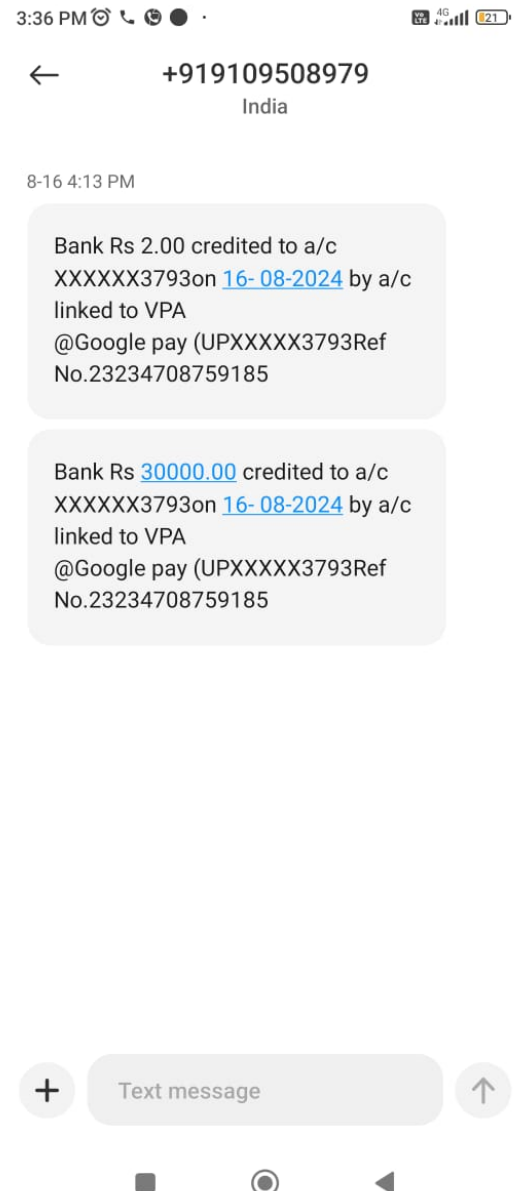 3:36 PM
4G
21
+919109508979
India
8-16 4:13 PM
Bank Rs 2.00 credited to a/c
XXXXXX3793on 16- 08-2024 by a/c
linked to VPA
@Google pay (UPXXXXX3793Ref
No.23234708759185
Bank Rs 30000.00 credited to a/c
XXXXXX3793on 16- 08-2024 by a/c
linked to VPA
@Google pay (UPXXXXX3793Ref
No.23234708759185
Text message